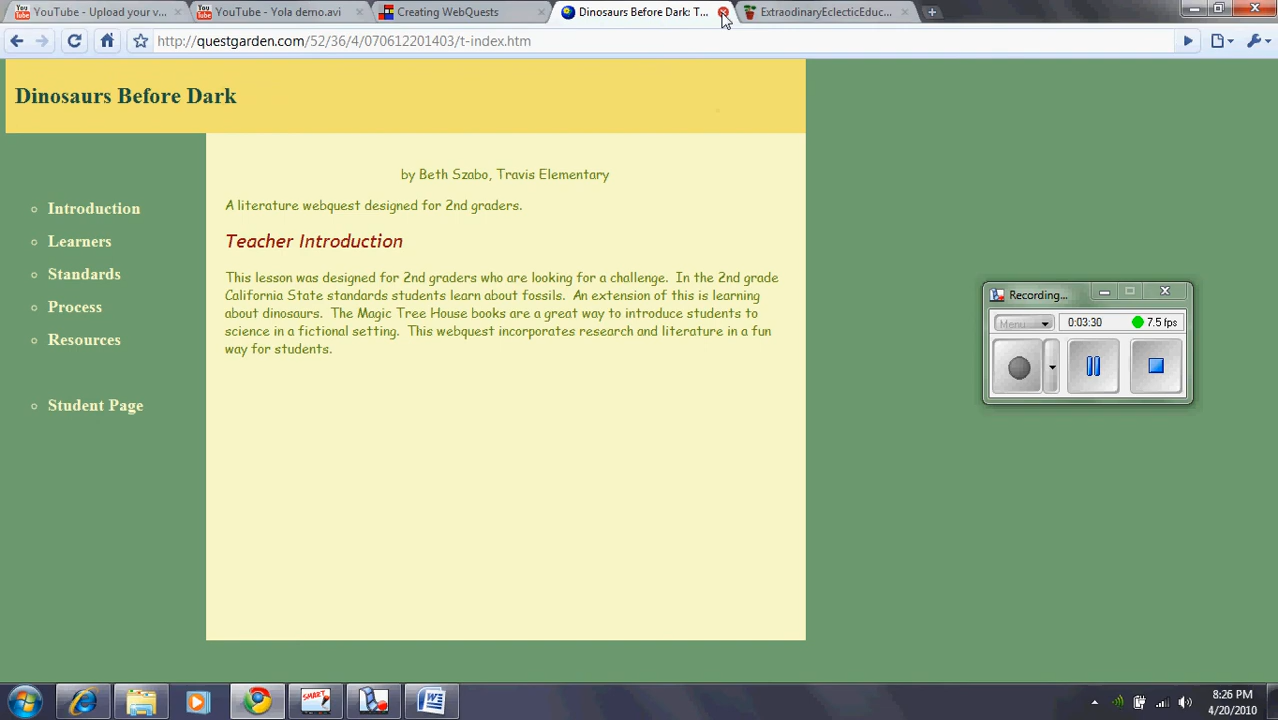 YouTube - Upload your v...
YouTube - Yola demo.avi
Creating WebQuests
Dinosaurs Before Dark: T...
ExtraodinaryEclecticEduc...
http://questgarden.com/52/36/4/070612201403/t-index.htm
Dinosaurs Before Dark
by Beth Szabo, Travis Elementary
A literature webquest designed for 2nd graders.
Introduction
Learners
Standards
Process
Resources
Student Page
Teacher Introduction
This lesson was designed for 2nd graders who are looking for a challenge. In the 2nd grade
California State standards students learn about fossils. An extension of this is learning
about dinosaurs. The Magic Tree House books are a great way to introduce students to
science in a fictional setting. This webquest incorporates research and literature in a fun
way for students.
Recording...
Menu
0:03:30
7.5 fps
SMART
8:26 PM
4/20/2010